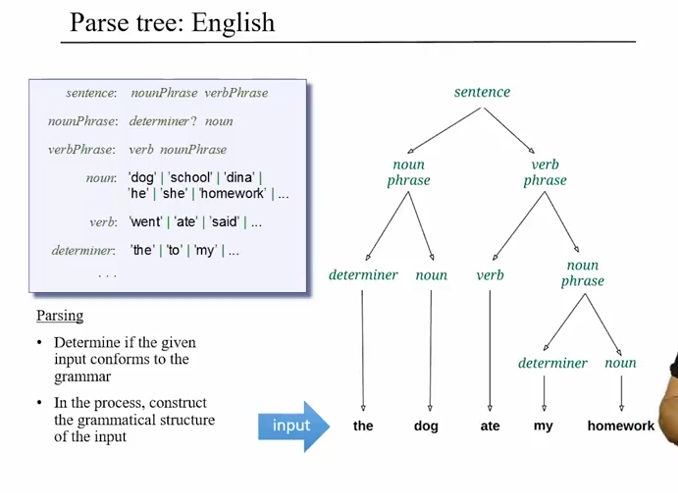 Parse tree: English
sentence: nounPhrase verbPhrase
nounPhrase: determiner? noun
verbPhrase: verb nounPhrase
noun: 'dog' | 'school' | 'dina' |
'he' | 'she' | 'homework' | ...
verb: 'went' | 'ate' | 'said' | ...
determiner: 'the' | 'to' | 'my' | ...
. . .
Parsing
• Determine if the given
input conforms to the
grammar
• In the process, construct
the grammatical structure
of the input
sentence
noun
phrase
verb
phrase
determiner noun verb
noun
phrase
determiner noun
input
the dog ate my homework